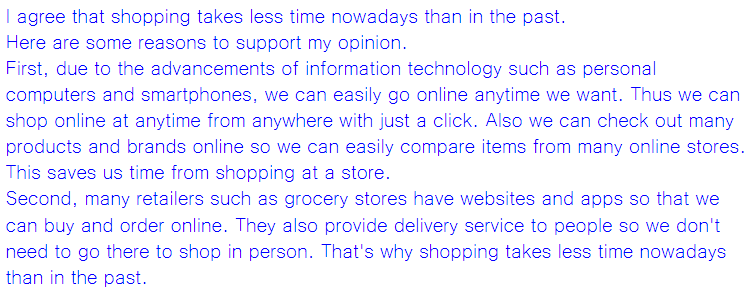 I agree that shopping takes less time nowadays than in the past.
Here are some reasons to support my opinion.
First, due to the advancements of information technology such as personal
computers and smartphones, we can easily go online anytime we want. Thus we can
shop online at anytime from anywhere with just a click. Also we can check out many
products and brands online so we can easily compare items from many online stores.
This saves us time from shopping at a store.
Second, many retailers such as grocery stores have websites and apps so that we
can buy and order online. They also provide delivery service to people so we don't
need to go there to shop in person. That's why shopping takes less time nowadays
than in the past.